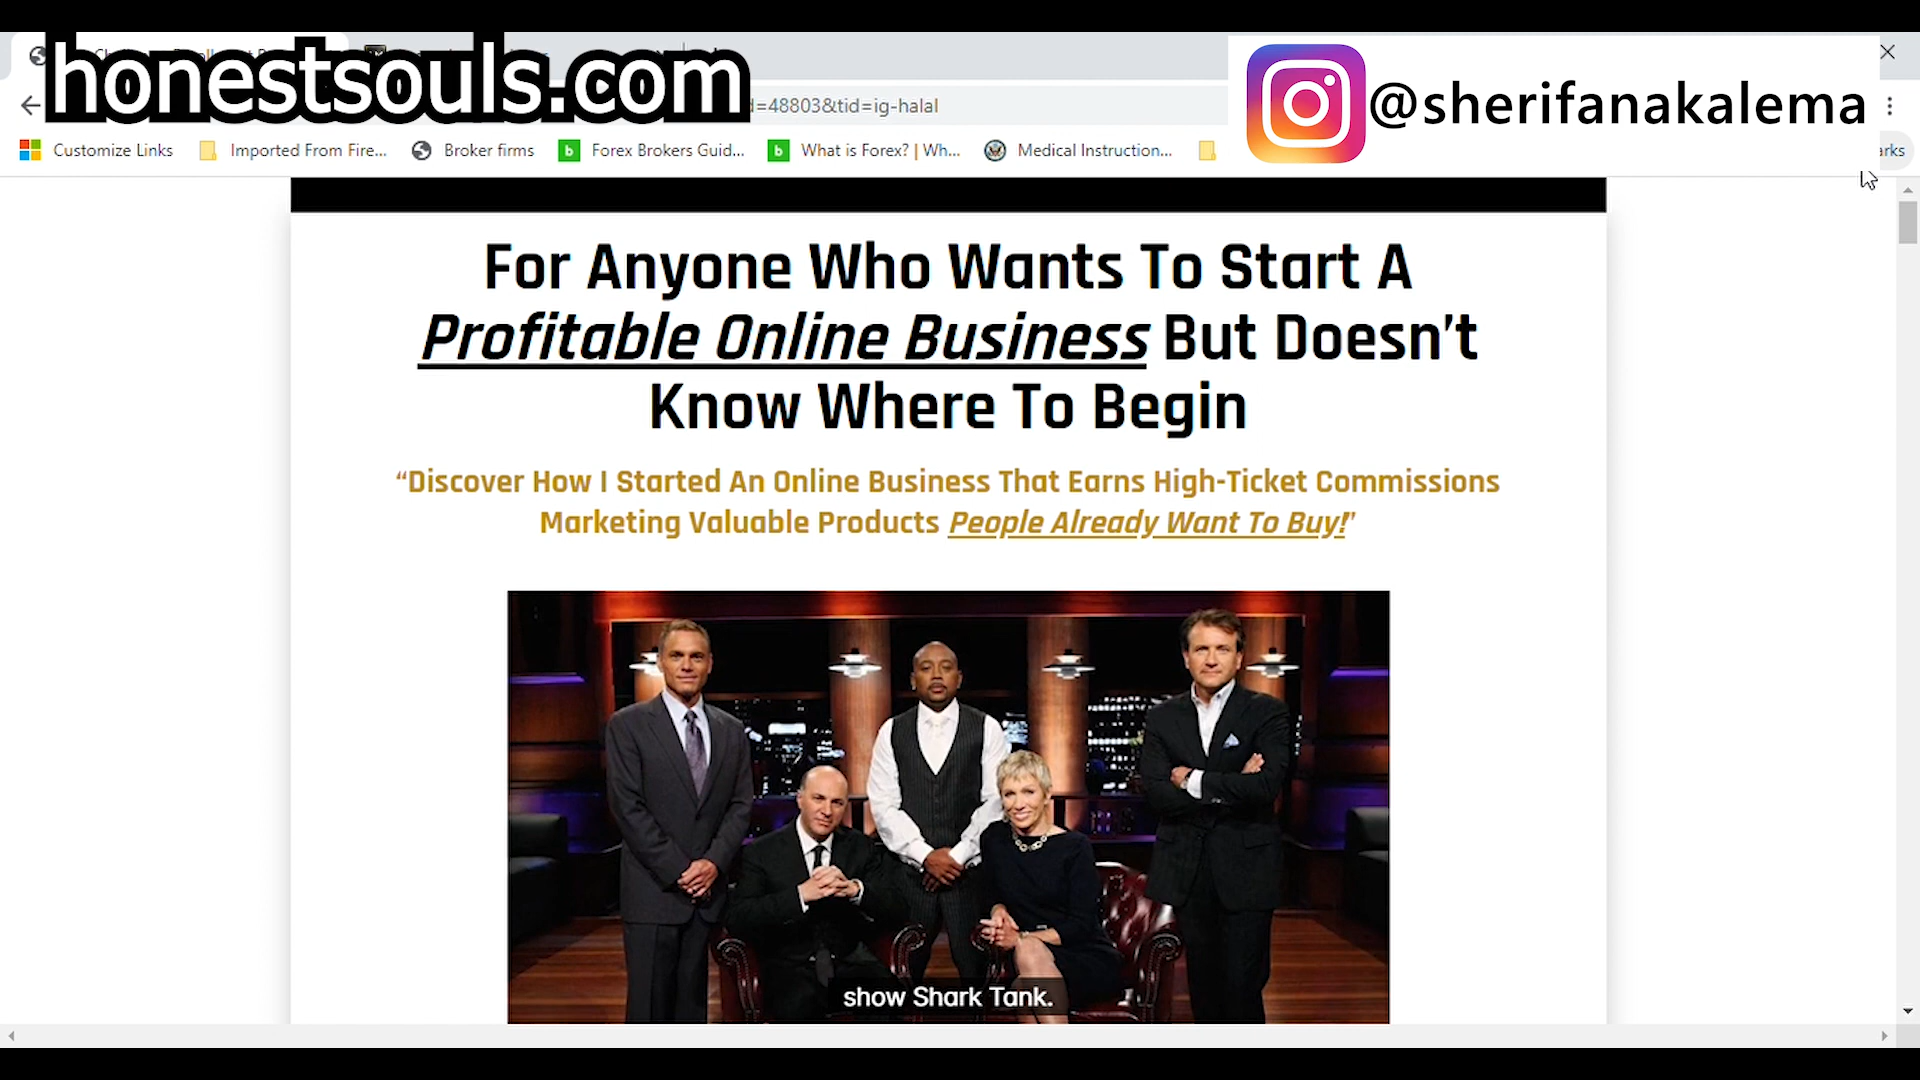 honestsouls.com
d=48803&tid=ig-halal
@sherifanakalema
Customize Links
Imported From Fire...
Broker firms
Forex Brokers Guid...
What is Forex? | Wh...
Medical Instruction...
arks
For Anyone Who Wants To Start A
Profitable Online Business But Doesn't
Know Where To Begin
“Discover How I Started An Online Business That Earns High-Ticket Commissions
Marketing Valuable Products People Already Want To Buy!”
show Shark Tank.